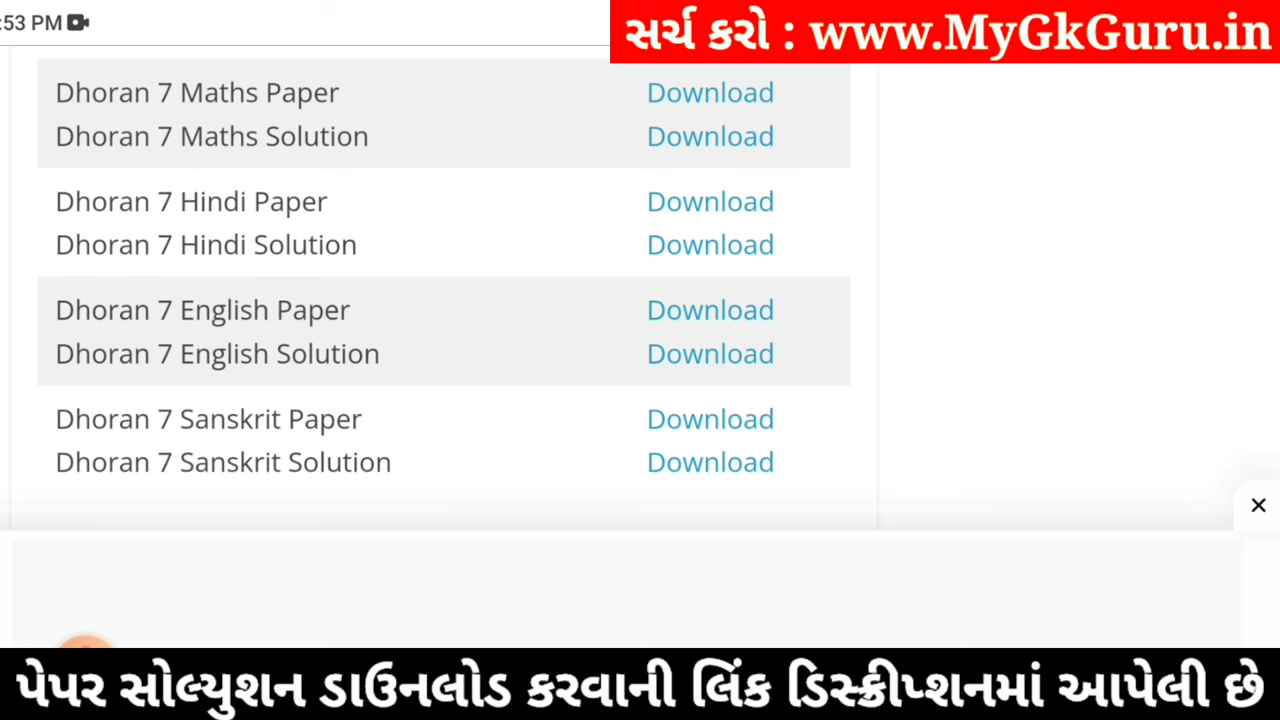 :53 PM
સર્ચ કરો : www.MyGkGuru.in
Dhoran 7 Maths Paper Download
Dhoran 7 Maths Solution Download
Dhoran 7 Hindi Paper Download
Dhoran 7 Hindi Solution Download
Dhoran 7 English Paper Download
Dhoran 7 English Solution Download
Dhoran 7 Sanskrit Paper Download
Dhoran 7 Sanskrit Solution Download
પેપર સોલ્યુશન ડાઉનલોડ કરવાની લિંક ડિસ્ક્રીપ્શનમાં આપેલી છે